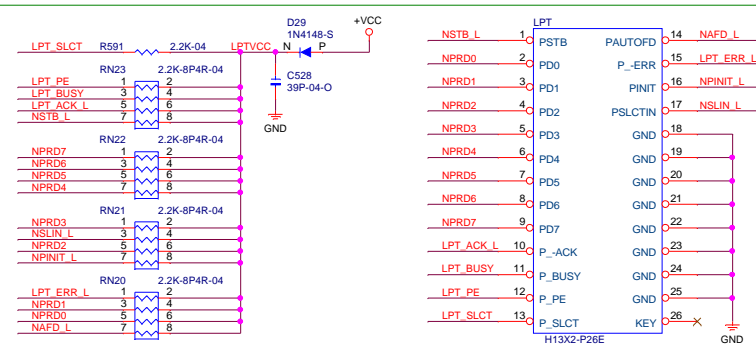 D29
1N4148-S
+VCC
LPT_SLCT R591 2.2K-04 LPTVCC N P
RN23 2.2K-8P4R-04
LPT_PE 1 2
LPT_BUSY 3 4
LPT_ACK_L 5 6
NSTB_L 7 8
C528
39P-04-O
GND
RN22 2.2K-8P4R-04
NPRD7 1 2
NPRD6 3 4
NPRD5 5 6
NPRD4 7 8
RN21 2.2K-8P4R-04
NPRD3 1 2
NSLIN_L 3 4
NPRD2 5 6
NPINIT_L 7 8
RN20 2.2K-8P4R-04
LPT_ERR_L 1 2
NPRD1 3 4
NPRD0 5 6
NAFD_L 7 8
LPT
NSTB_L 1 PSTB PAUTOFD 14 NAFD_L
NPRD0 2 PD0 P_-ERR 15 LPT_ERR_L
NPRD1 3 PD1 PINIT 16 NPINIT_L
NPRD2 4 PD2 PSLCTIN 17 NSLIN_L
NPRD3 5 PD3 GND 18
NPRD4 6 PD4 GND 19
NPRD5 7 PD5 GND 20
NPRD6 8 PD6 GND 21
NPRD7 9 PD7 GND 22
LPT_ACK_L 10 P_-ACK GND 23
LPT_BUSY 11 P_BUSY GND 24
LPT_PE 12 P_PE GND 25
LPT_SLCT 13 P_SLCT KEY 26
H13X2-P26E
GND